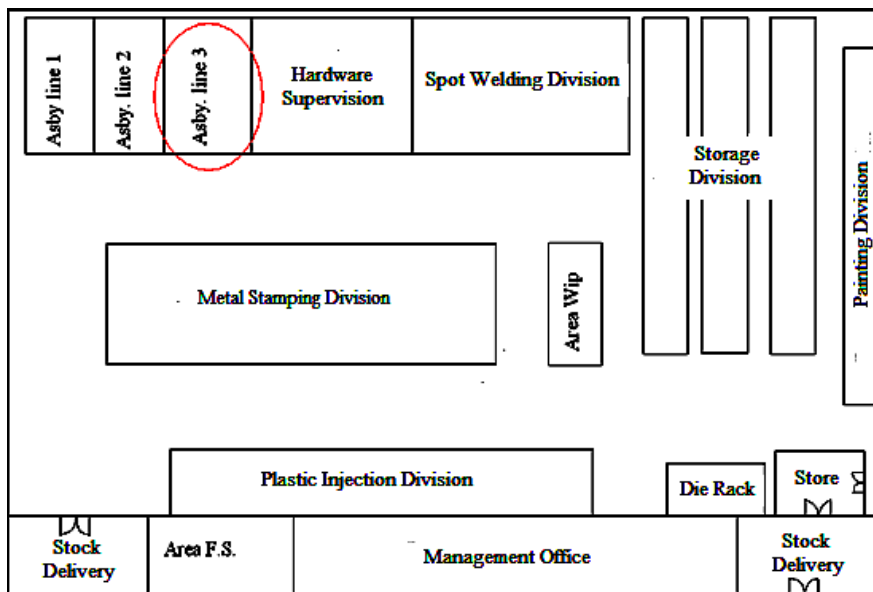 Asby line 1
Asby. line 2
Asby. line 3
Hardware
Supervision
Spot Welding Division
Storage
Division
Painting Division
Metal Stamping Division
Area Wip
Plastic Injection Division
Die Rack
Store
Stock
Delivery
Area F.S.
Management Office
Stock
Delivery